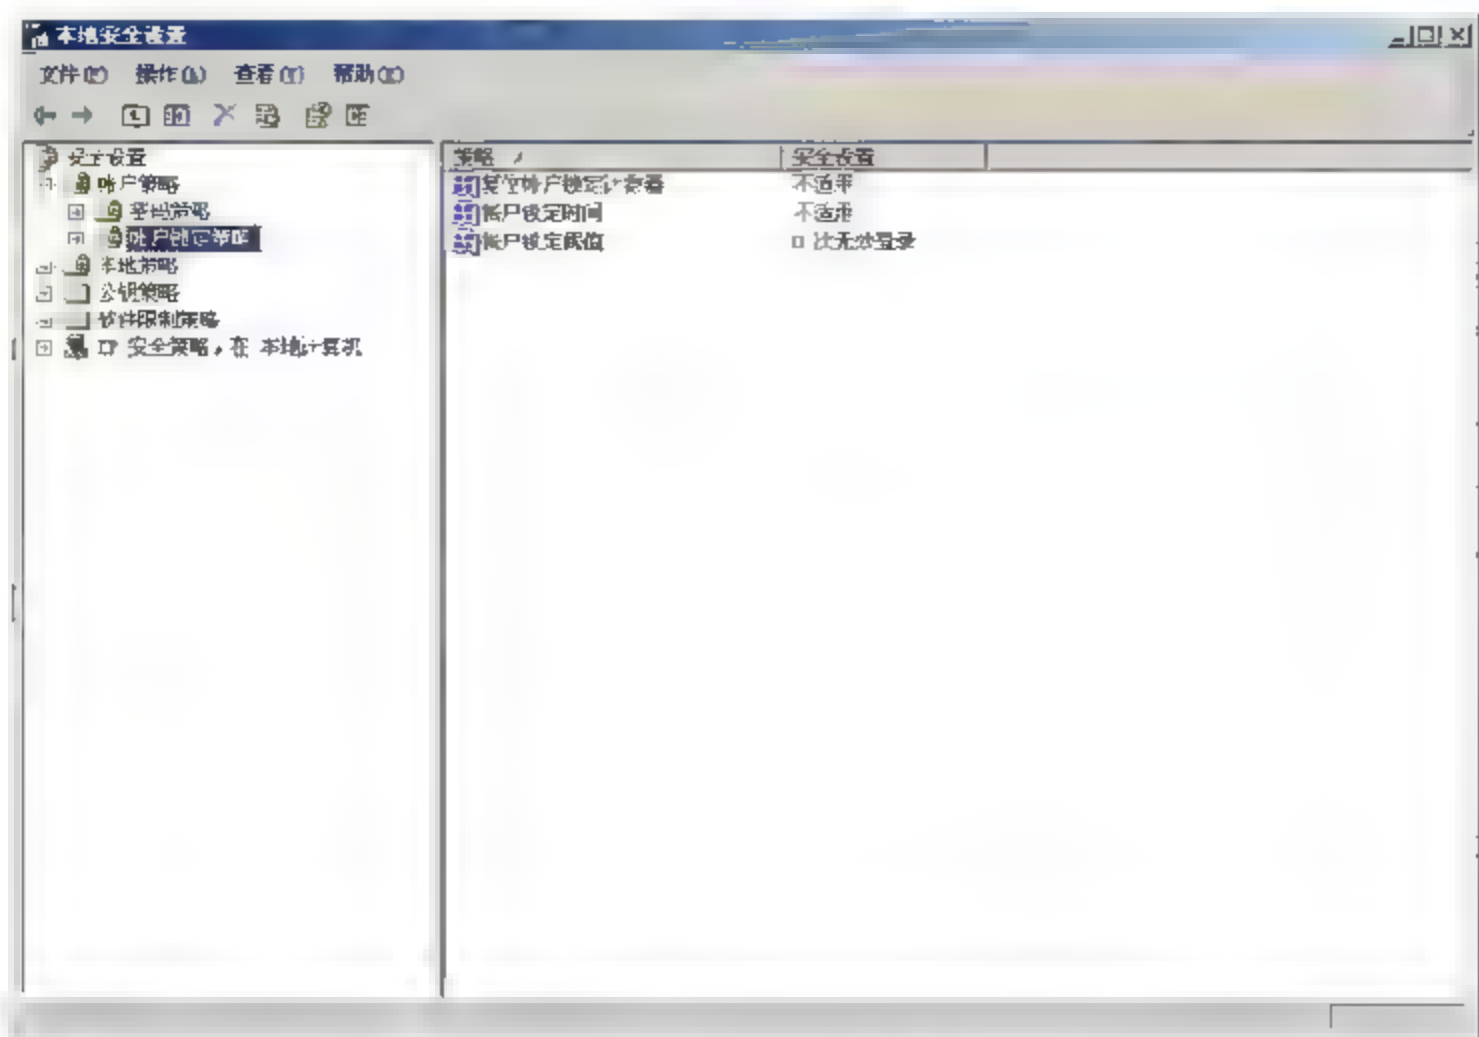 本地安全设置
文件(F) 操作(A) 查看(V) 帮助(H)
安全设置
帐户策略
密码策略
帐户锁定策略
本地策略
公钥策略
软件限制策略
IP 安全策略，在 本地计算机
策略 安全设置
复位帐户锁定计数器 不适用
帐户锁定时间 不适用
帐户锁定阈值 0 次无效登录